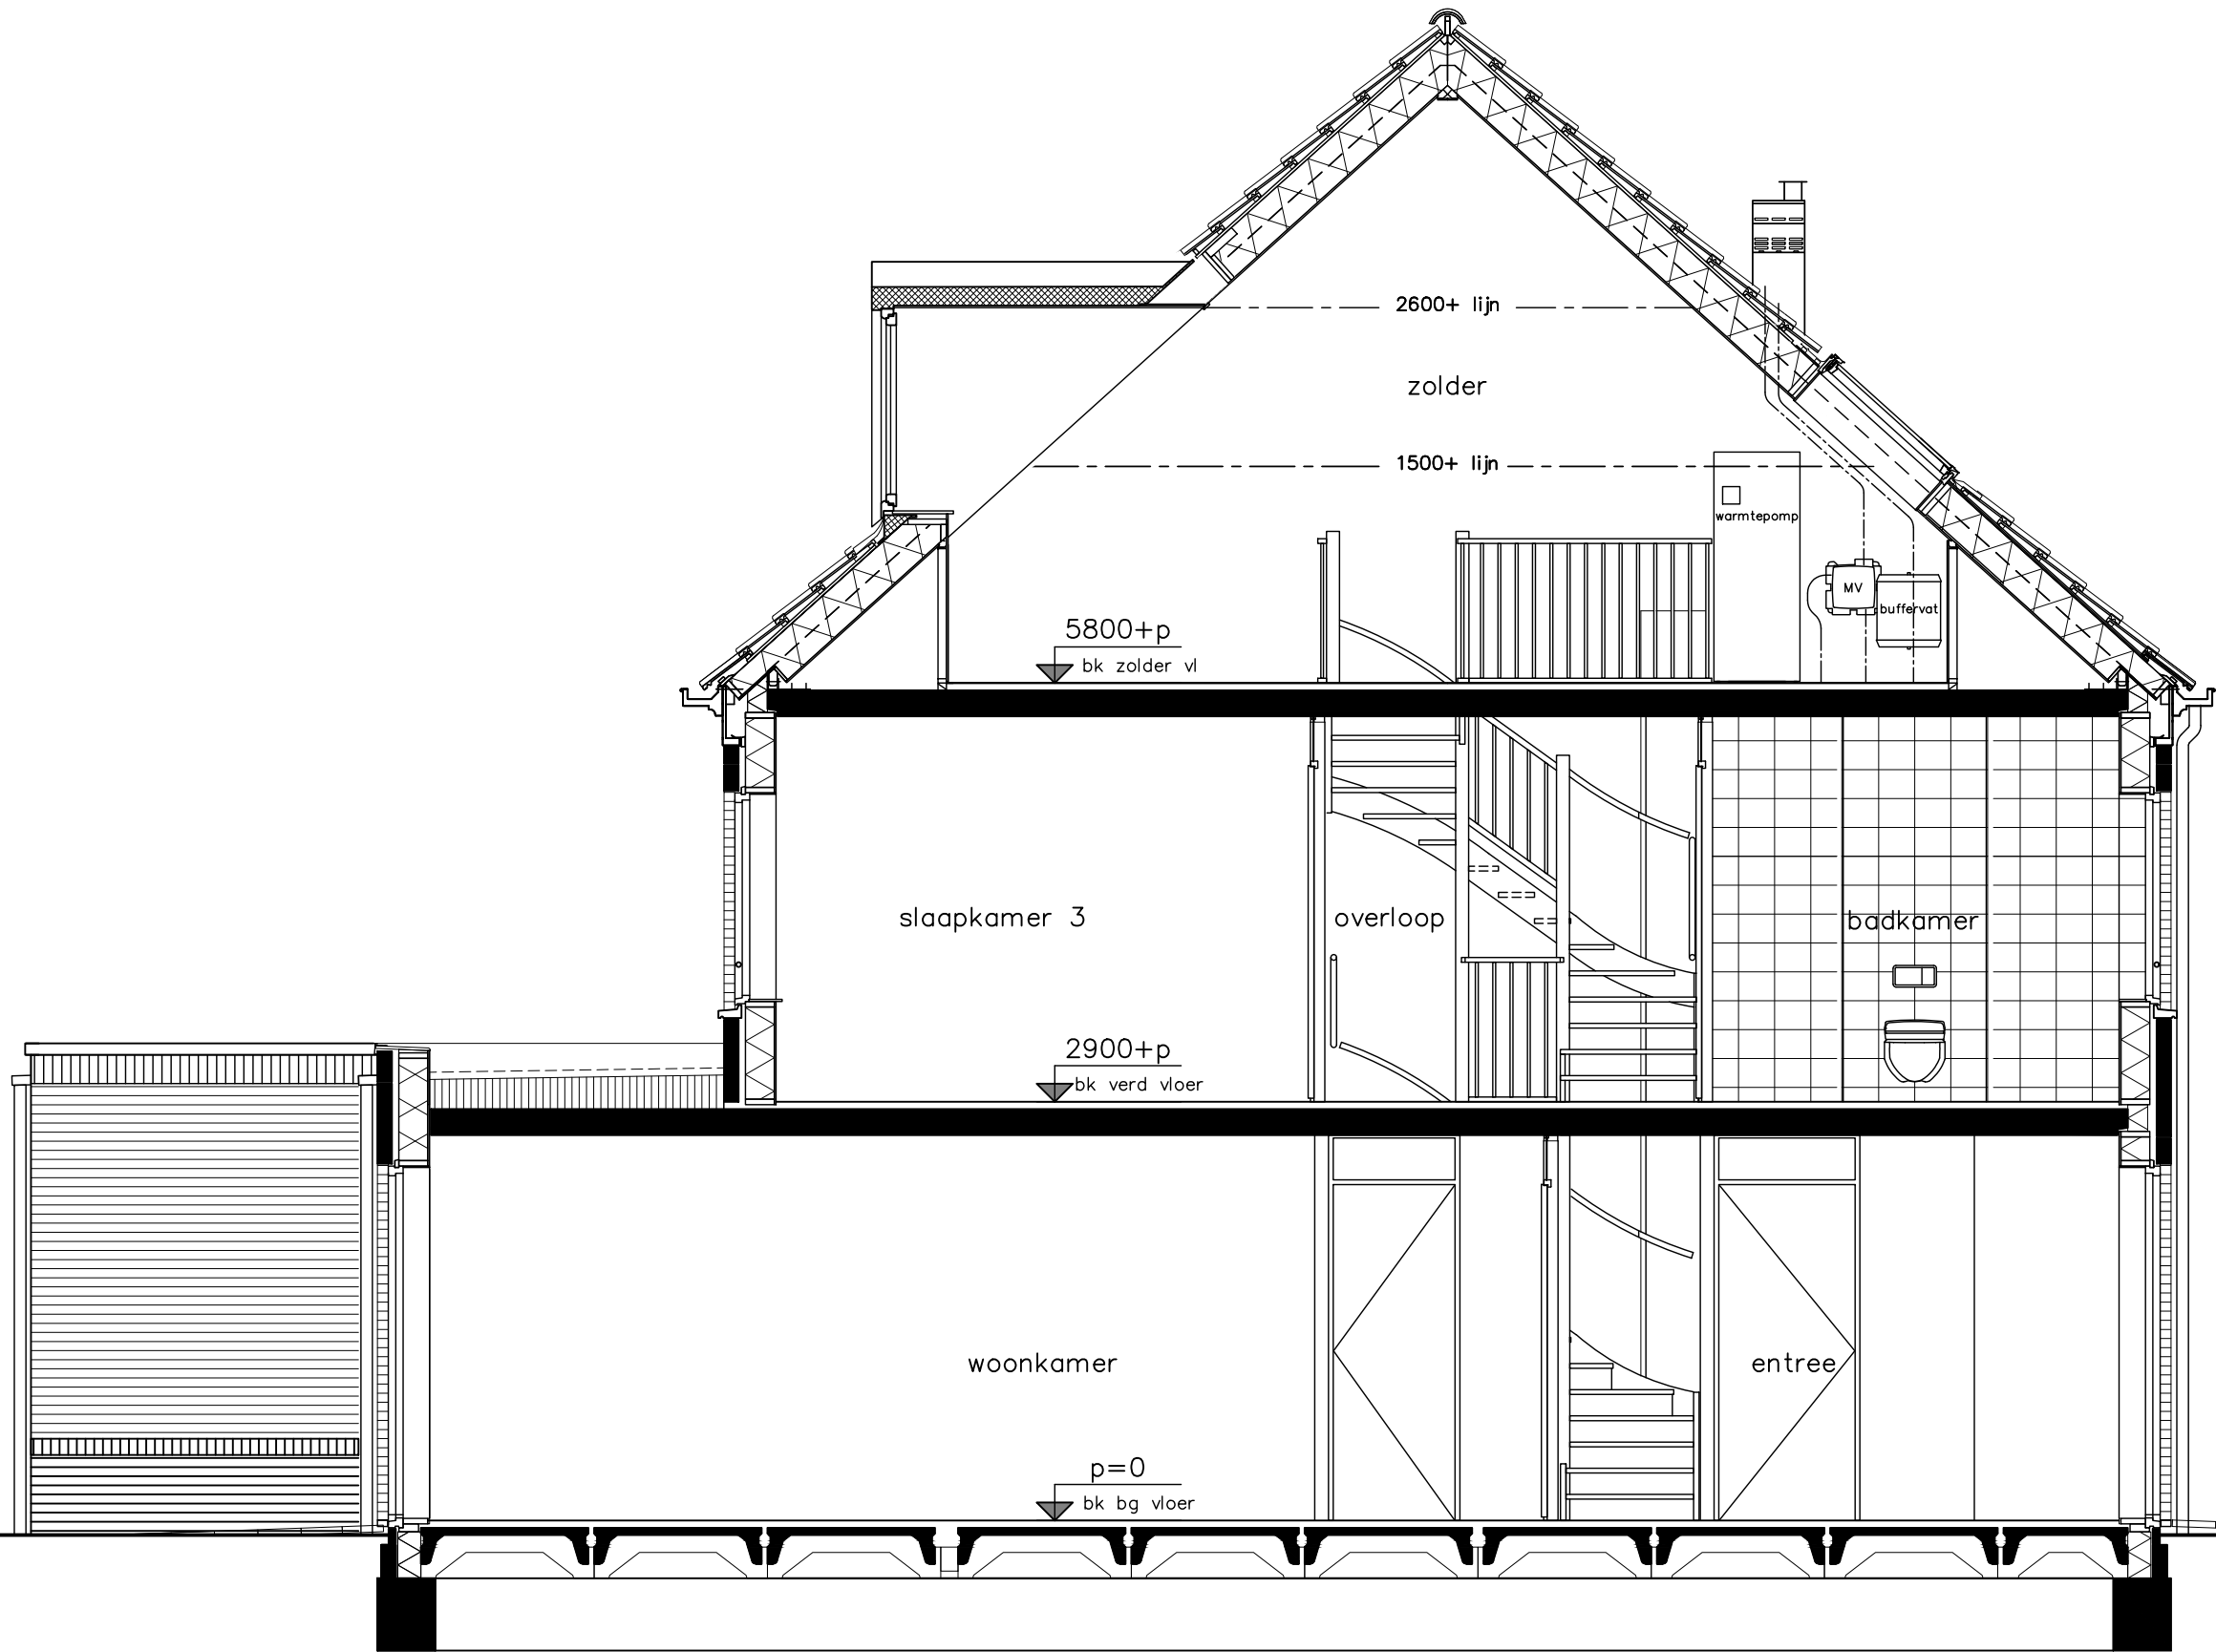 2600+ lijn
zolder
1500+ lijn
warmtepomp
MV
buffervat
5800+p
bk zolder vl
slaapkamer 3
overloop
badkamer
2900+p
bk verd vloer
woonkamer
entree
p=0
bk bg vloer